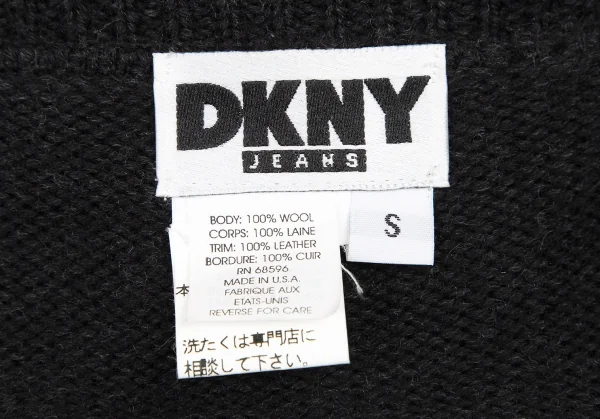 DKNY
JEANS
S
BODY: 100% WOOL
CORPS: 100% LAINE
TRIM: 100% LEATHER
BORDURE: 100% CUIR
RN 68596
MADE IN U.S.A.
FABRIQUE AUX
ETATS-UNIS
REVERSE FOR CARE
本
洗たくは専門店に
相談して下さい。